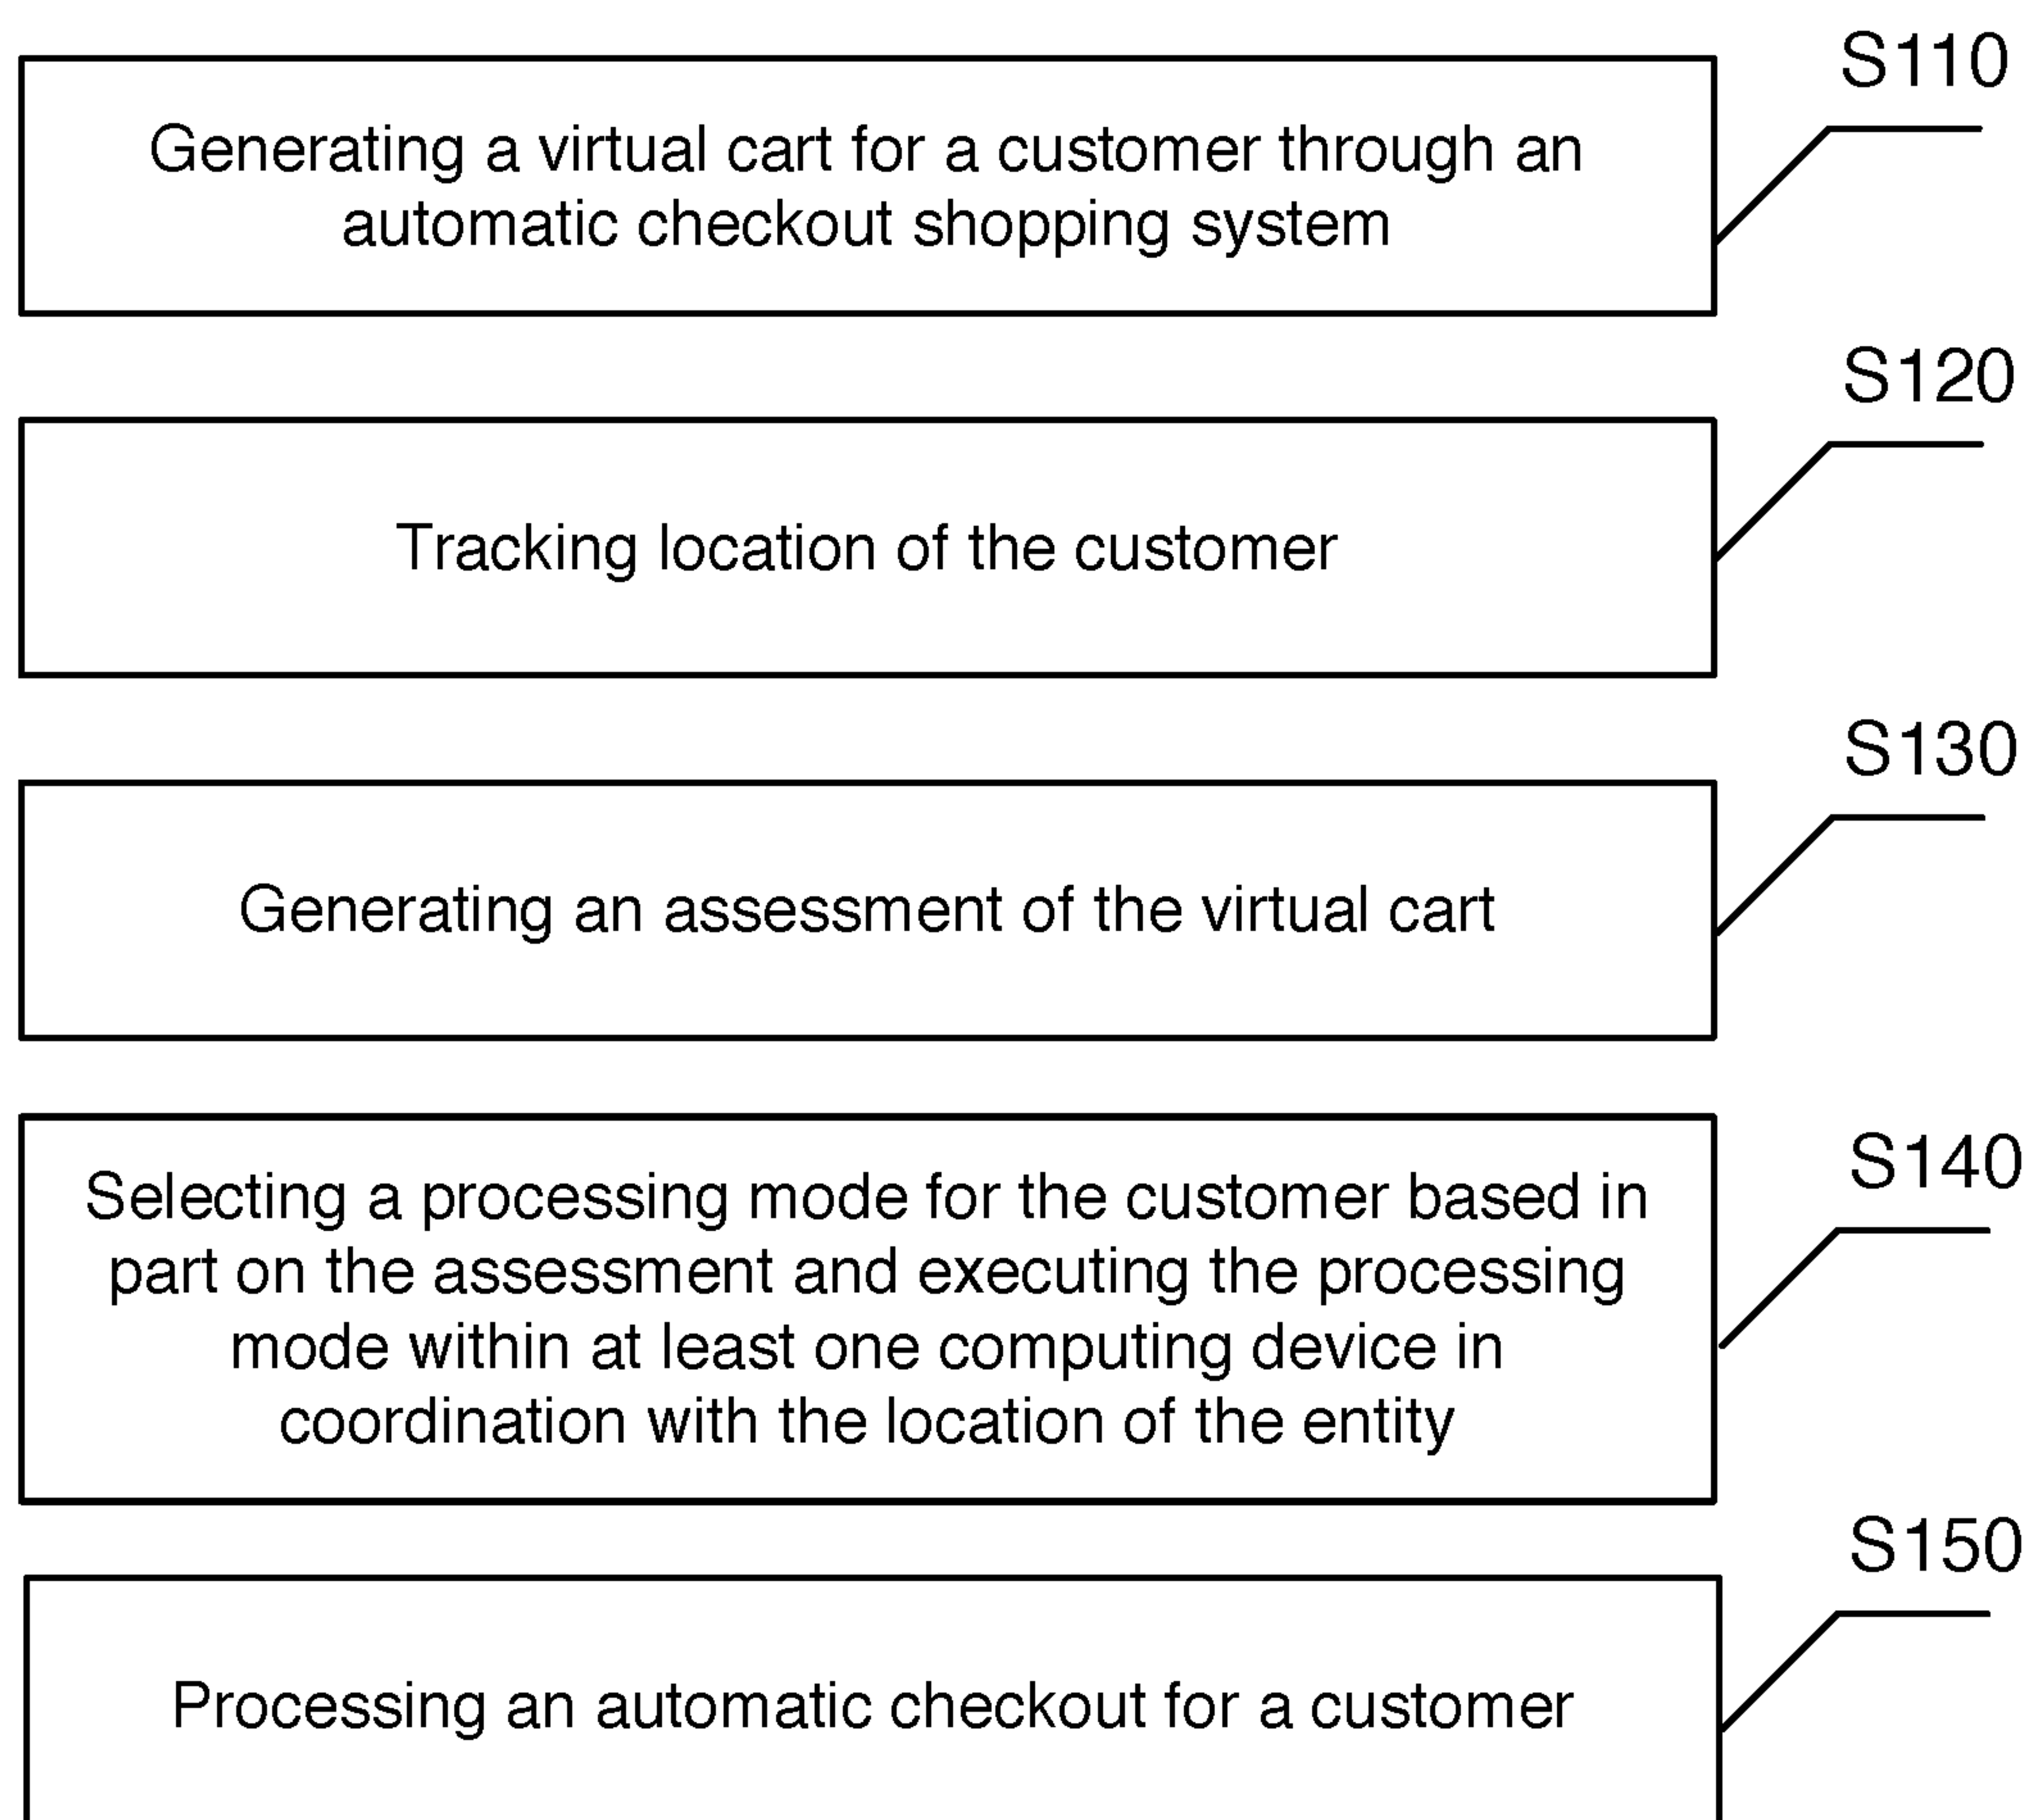 S110
Generating a virtual cart for a customer through an
automatic checkout shopping system
S120
Tracking location of the customer
S130
Generating an assessment of the virtual cart
S140
Selecting a processing mode for the customer based in
part on the assessment and executing the processing
mode within at least one computing device in
coordination with the location of the entity
S150
Processing an automatic checkout for a customer